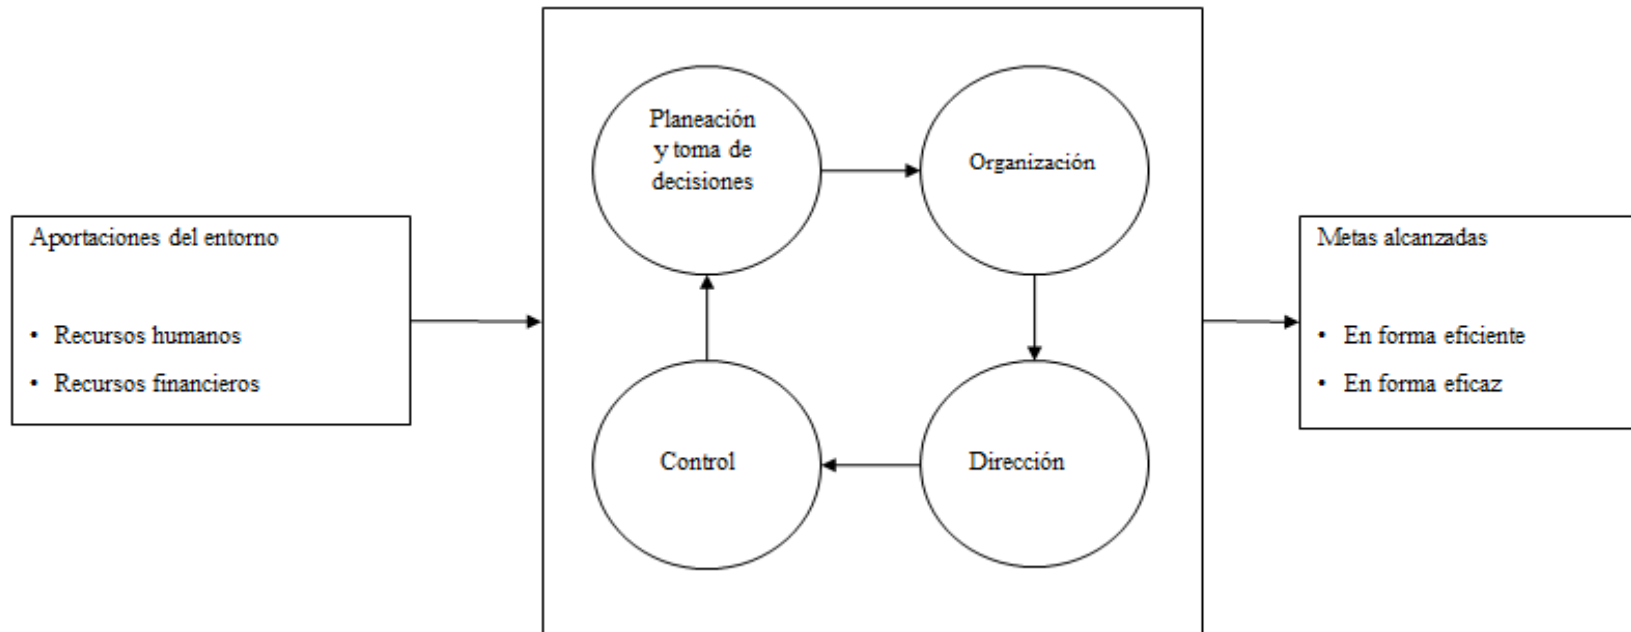 Planeación
y toma de
decisiones
Organización
Aportaciones del entorno
• Recursos humanos
• Recursos financieros
Metas alcanzadas
• En forma eficiente
• En forma eficaz
Control
Dirección